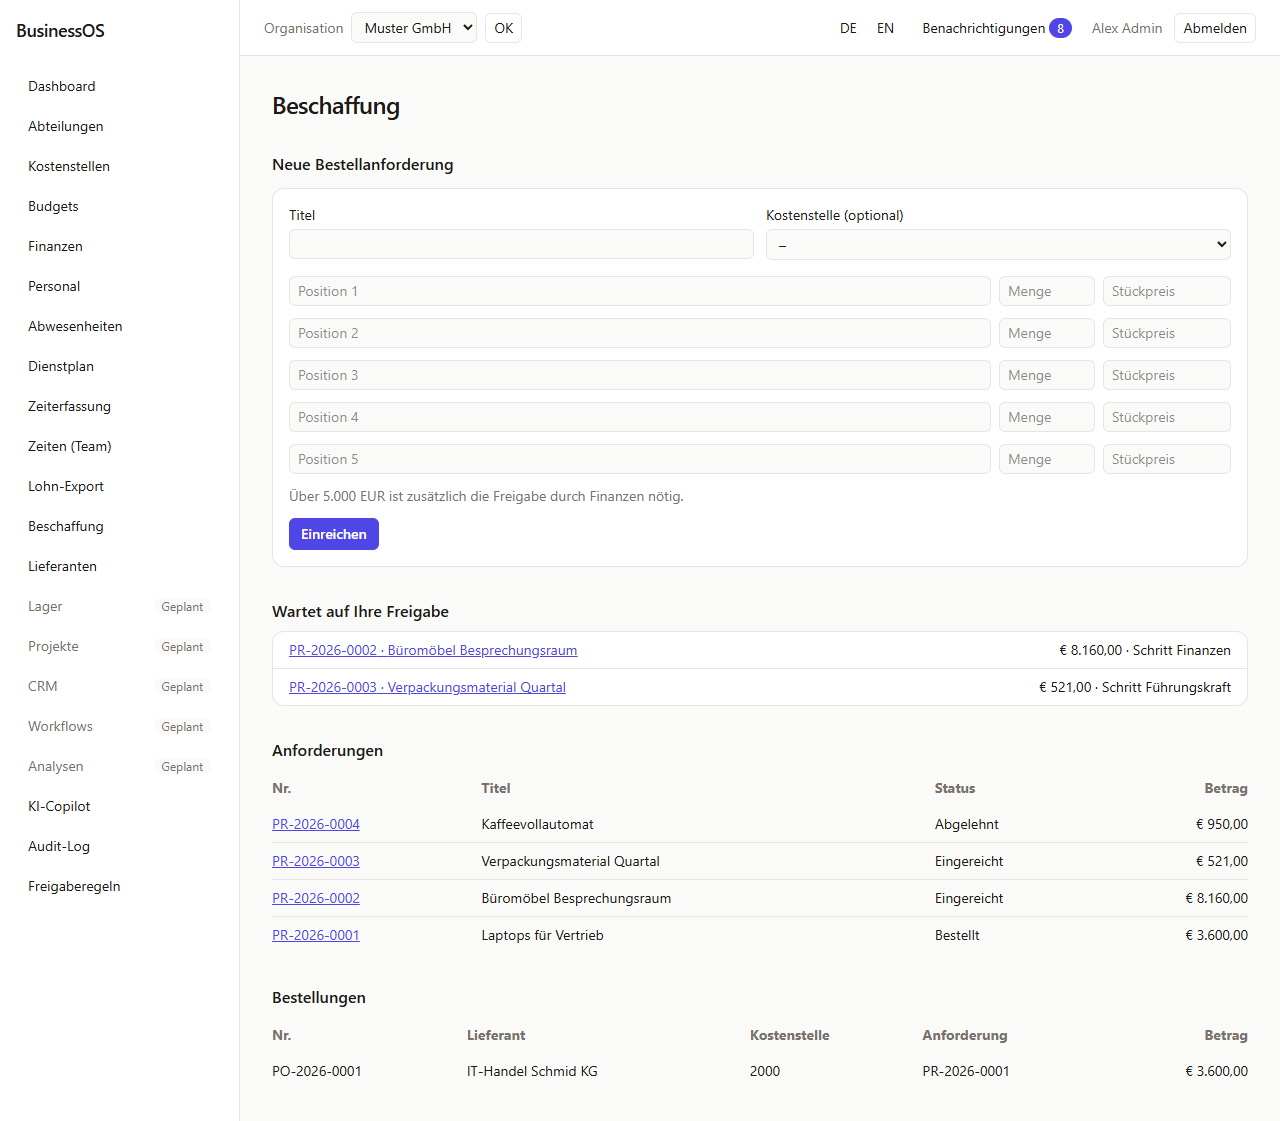 BusinessOS
Organisation Muster GmbH OK DE EN Benachrichtigungen 8 Alex Admin Abmelden
Dashboard
Abteilungen
Kostenstellen
Budgets
Finanzen
Personal
Abwesenheiten
Dienstplan
Zeiterfassung
Zeiten (Team)
Lohn-Export
Beschaffung
Lieferanten
Lager Geplant
Projekte Geplant
CRM Geplant
Workflows Geplant
Analysen Geplant
KI-Copilot
Audit-Log
Freigaberegeln
Beschaffung
Neue Bestellanforderung
Titel Kostenstelle (optional)
–
Position 1 Menge Stückpreis
Position 2 Menge Stückpreis
Position 3 Menge Stückpreis
Position 4 Menge Stückpreis
Position 5 Menge Stückpreis
Über 5.000 EUR ist zusätzlich die Freigabe durch Finanzen nötig.
Einreichen
Wartet auf Ihre Freigabe
PR-2026-0002 · Büromöbel Besprechungsraum € 8.160,00 · Schritt Finanzen
PR-2026-0003 · Verpackungsmaterial Quartal € 521,00 · Schritt Führungskraft
Anforderungen
Nr. Titel Status Betrag
PR-2026-0004 Kaffeevollautomat Abgelehnt € 950,00
PR-2026-0003 Verpackungsmaterial Quartal Eingereicht € 521,00
PR-2026-0002 Büromöbel Besprechungsraum Eingereicht € 8.160,00
PR-2026-0001 Laptops für Vertrieb Bestellt € 3.600,00
Bestellungen
Nr. Lieferant Kostenstelle Anforderung Betrag
PO-2026-0001 IT-Handel Schmid KG 2000 PR-2026-0001 € 3.600,00